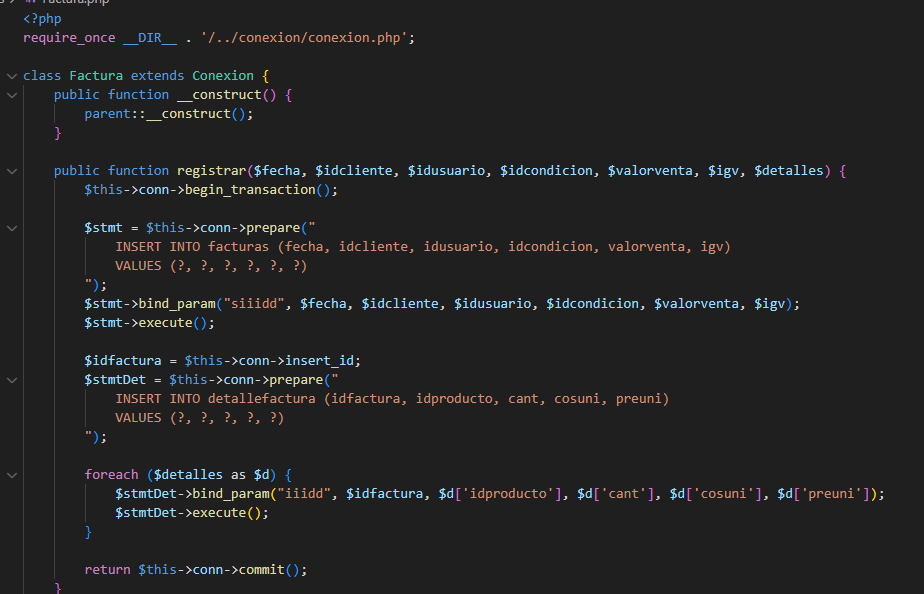 Factura.php
<?php
require_once __DIR__ . '/../conexion/conexion.php';
class Factura extends Conexion {
public function __construct() {
parent::__construct();
}
public function registrar($fecha, $idcliente, $idusuario, $idcondicion, $valorventa, $igv, $detalles) {
$this->conn->begin_transaction();
$stmt = $this->conn->prepare("
INSERT INTO facturas (fecha, idcliente, idusuario, idcondicion, valorventa, igv)
VALUES (?, ?, ?, ?, ?, ?)
");
$stmt->bind_param("siiidd", $fecha, $idcliente, $idusuario, $idcondicion, $valorventa, $igv);
$stmt->execute();
$idfactura = $this->conn->insert_id;
$stmtDet = $this->conn->prepare("
INSERT INTO detallefactura (idfactura, idproducto, cant, cosuni, preuni)
VALUES (?, ?, ?, ?, ?)
");
foreach ($detalles as $d) {
$stmtDet->bind_param("iiidd", $idfactura, $d['idproducto'], $d['cant'], $d['cosuni'], $d['preuni']);
$stmtDet->execute();
}
return $this->conn->commit();
}